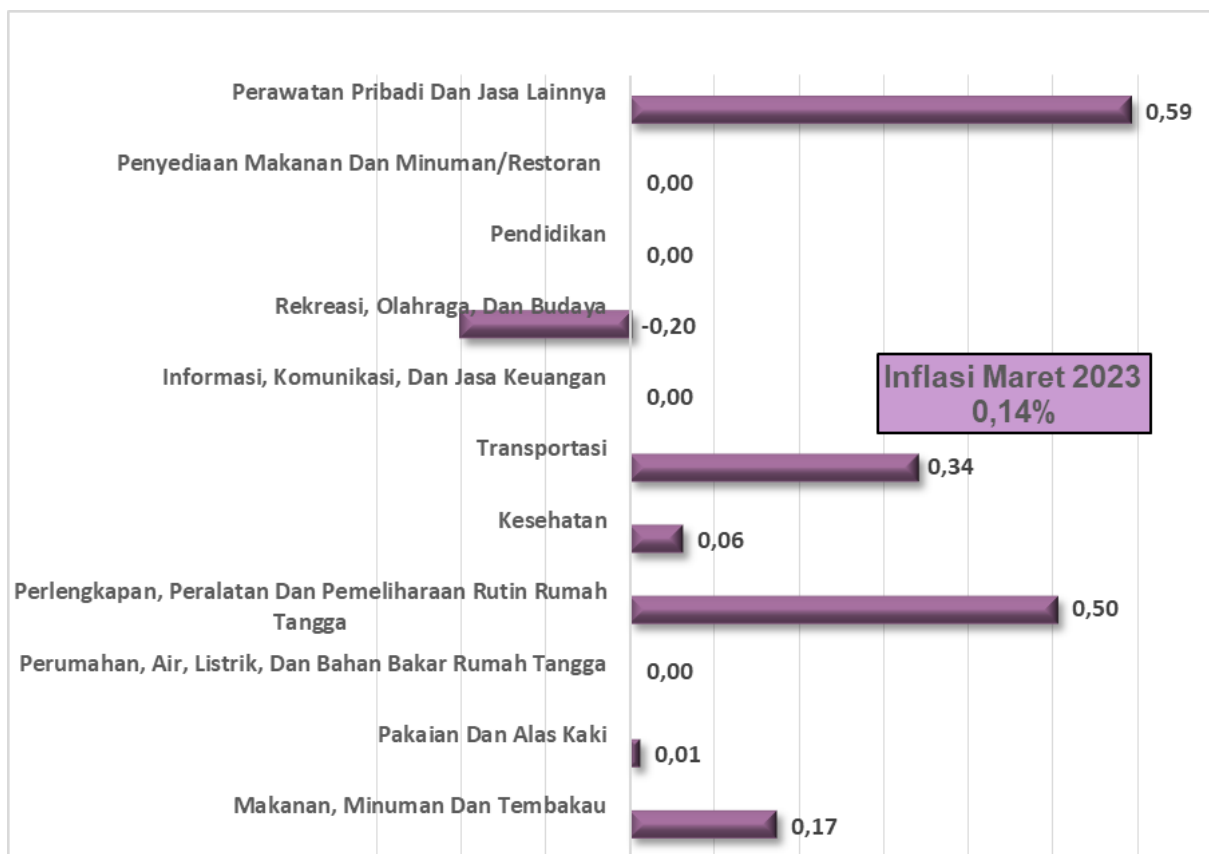 Perawatan Pribadi Dan Jasa Lainnya
0,59
Penyediaan Makanan Dan Minuman/Restoran
0,00
Pendidikan
0,00
Rekreasi, Olahraga, Dan Budaya
-0,20
Informasi, Komunikasi, Dan Jasa Keuangan
0,00
Inflasi Maret 2023
0,14%
Transportasi
0,34
Kesehatan
0,06
Perlengkapan, Peralatan Dan Pemeliharaan Rutin Rumah
Tangga
0,50
Perumahan, Air, Listrik, Dan Bahan Bakar Rumah Tangga
0,00
Pakaian Dan Alas Kaki
0,01
Makanan, Minuman Dan Tembakau
0,17